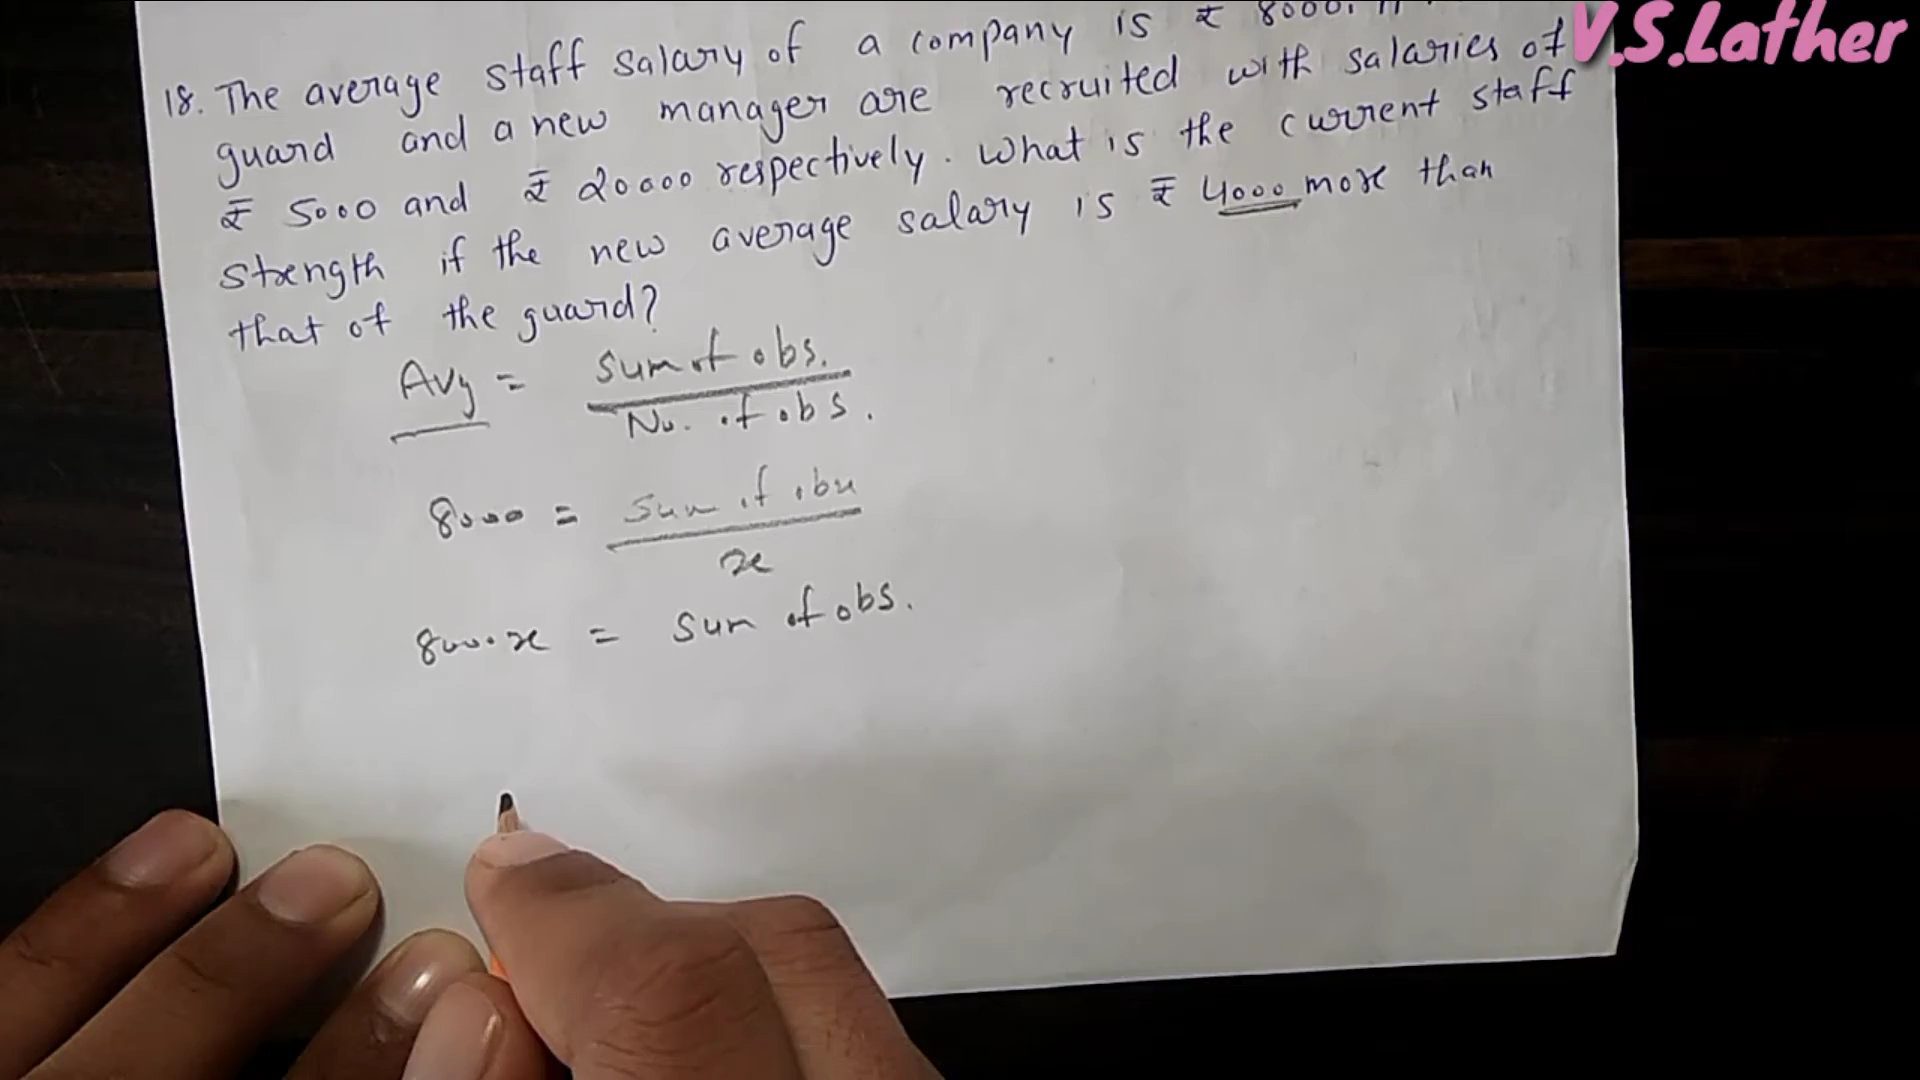 18. The average staff salary of a company is ₹ 8000.
guard and a new manager are recruited with salaries of
₹ 5000 and ₹ 20000 respectively. What is the current staff
strength if the new average salary is ₹ 4000 more than
that of the guard?
Avg = sum of obs.
No. of obs.
8000 = sum of obs
x
8000x = sum of obs.
V.S.Lather